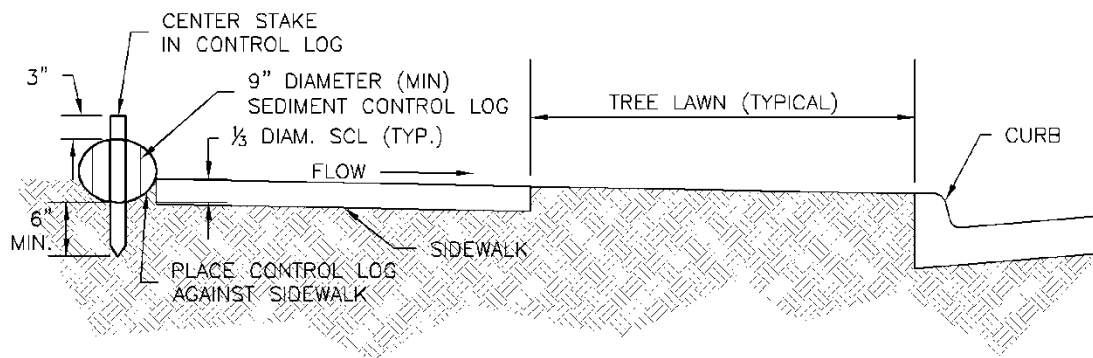 CENTER STAKE
IN CONTROL LOG
3"
9" DIAMETER (MIN)
SEDIMENT CONTROL LOG
⅓ DIAM. SCL (TYP.)
FLOW
TREE LAWN (TYPICAL)
CURB
6"
MIN.
SIDEWALK
PLACE CONTROL LOG
AGAINST SIDEWALK